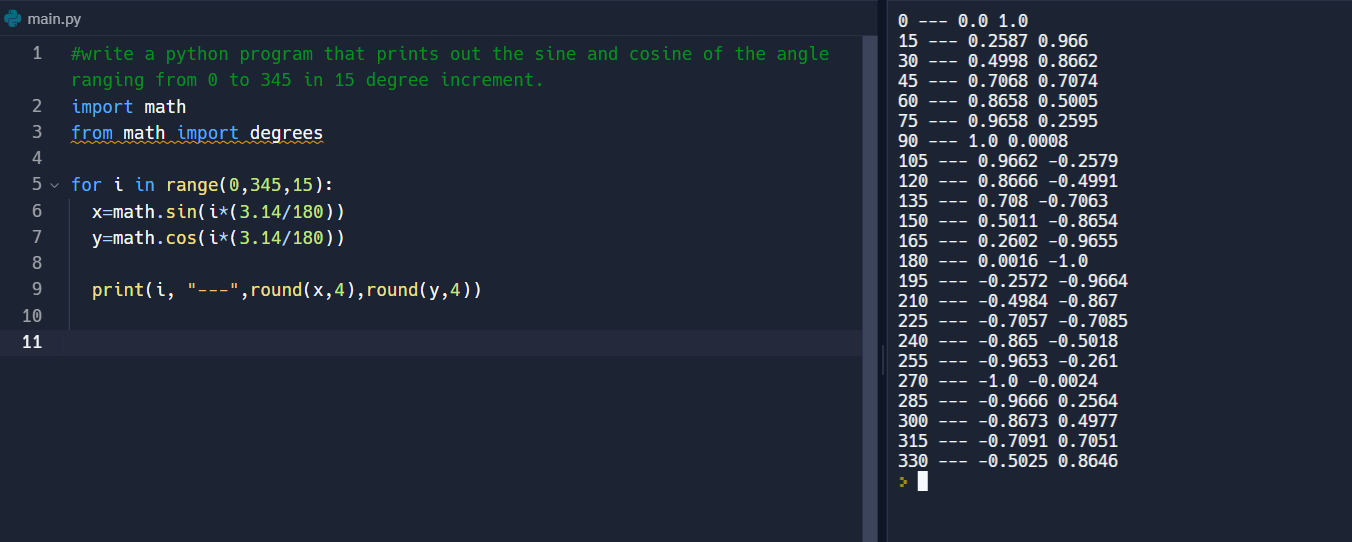 main.py
1 #write a python program that prints out the sine and cosine of the angle
ranging from 0 to 345 in 15 degree increment.
2 import math
3 from math import degrees
4
5 for i in range(0,345,15):
6 x=math.sin(i*(3.14/180))
7 y=math.cos(i*(3.14/180))
8
9 print(i, "---",round(x,4),round(y,4))
10
11
0 --- 0.0 1.0
15 --- 0.2587 0.966
30 --- 0.4998 0.8662
45 --- 0.7068 0.7074
60 --- 0.8658 0.5005
75 --- 0.9658 0.2595
90 --- 1.0 0.0008
105 --- 0.9662 -0.2579
120 --- 0.8666 -0.4991
135 --- 0.708 -0.7063
150 --- 0.5011 -0.8654
165 --- 0.2602 -0.9655
180 --- 0.0016 -1.0
195 --- -0.2572 -0.9664
210 --- -0.4984 -0.867
225 --- -0.7057 -0.7085
240 --- -0.865 -0.5018
255 --- -0.9653 -0.261
270 --- -1.0 -0.0024
285 --- -0.9666 0.2564
300 --- -0.8673 0.4977
315 --- -0.7091 0.7051
330 --- -0.5025 0.8646
>